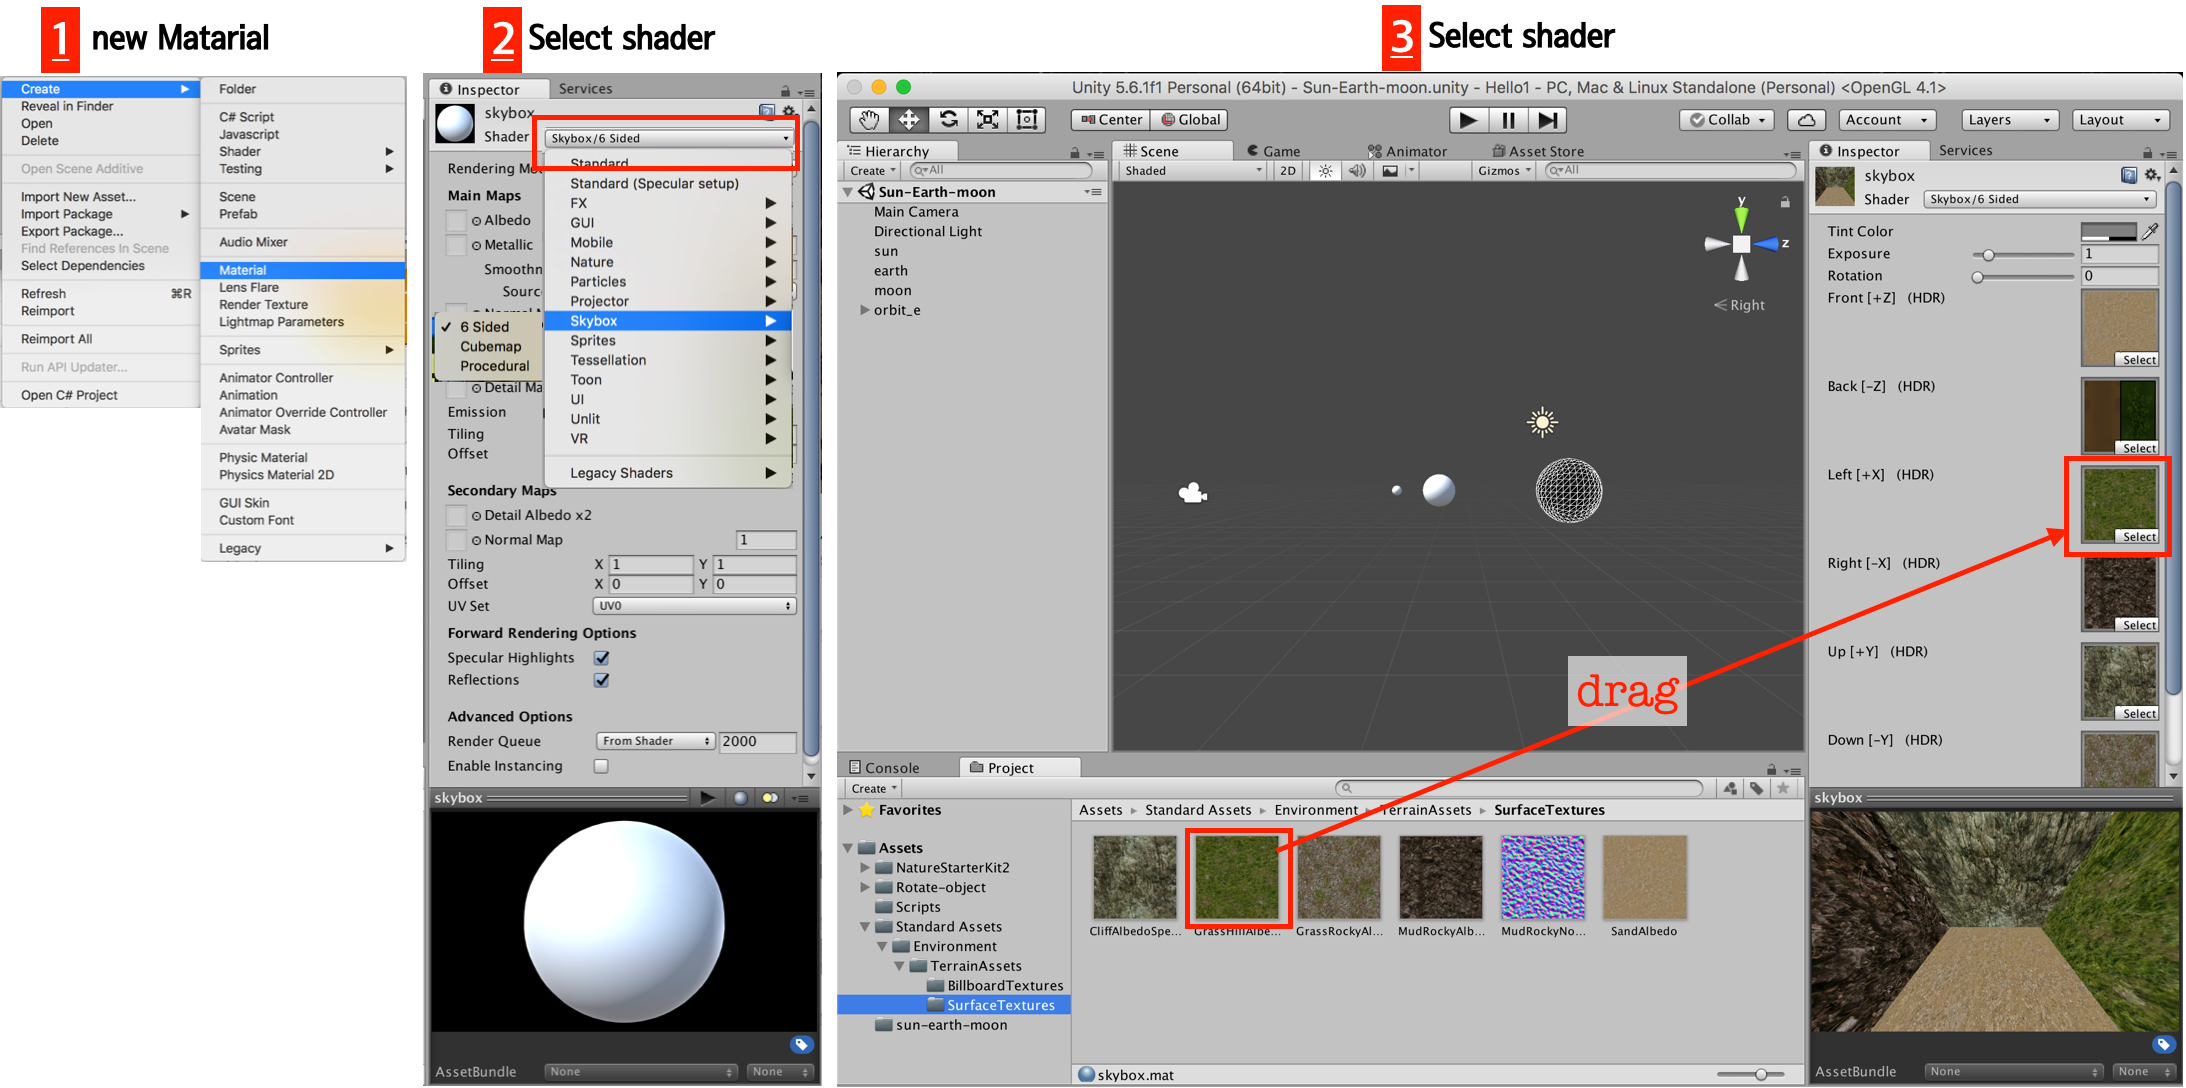 1 new Matarial
Create
Reveal in Finder
Open
Delete
Open Scene Additive
Import New Asset...
Import Package
Export Package...
Find References In Scene
Select Dependencies
Refresh ⌘R
Reimport
Reimport All
Run API Updater...
Open C# Project
Folder
C# Script
Javascript
Shader
Testing
Scene
Prefab
Audio Mixer
Material
Lens Flare
Render Texture
Lightmap Parameters
Sprites
Animator Controller
Animation
Animator Override Controller
Avatar Mask
Physic Material
Physics Material 2D
GUI Skin
Custom Font
Legacy
2 Select shader
Inspector Services
skybox
Shader Skybox/6 Sided
Standard
Standard (Specular setup)
FX
GUI
Mobile
Nature
Particles
Projector
Skybox
Sprites
Tessellation
Toon
UI
Unlit
VR
Legacy Shaders
✓ 6 Sided
Cubemap
Procedural
Rendering Mo
Main Maps
Albedo
Metallic
Smoothn
Sourc
Detail Ma
Emission
Tiling
Offset
Secondary Maps
Detail Albedo x2
Normal Map 1
Tiling X 1 Y 1
Offset X 0 Y 0
UV Set UV0
Forward Rendering Options
Specular Highlights
Reflections
Advanced Options
Render Queue From Shader 2000
Enable Instancing
skybox
AssetBundle None None
3 Select shader
Unity 5.6.1f1 Personal (64bit) - Sun-Earth-moon.unity - Hello1 - PC, Mac & Linux Standalone (Personal) <OpenGL 4.1>
Center Global Collab Account Layers Layout
Hierarchy
Create All
Sun-Earth-moon
Main Camera
Directional Light
sun
earth
moon
orbit_e
Scene Game Animator Asset Store
Shaded 2D Gizmos All
y
z
Right
drag
Inspector Services
skybox
Shader Skybox/6 Sided
Tint Color
Exposure 1
Rotation 0
Front [+Z] (HDR)
Select
Back [-Z] (HDR)
Select
Left [+X] (HDR)
Select
Right [-X] (HDR)
Select
Up [+Y] (HDR)
Select
Down [-Y] (HDR)
skybox
AssetBundle None None
Console Project
Create
Favorites
Assets
NatureStarterKit2
Rotate-object
Scripts
Standard Assets
Environment
TerrainAssets
BillboardTextures
SurfaceTextures
sun-earth-moon
Assets Standard Assets Environment TerrainAssets SurfaceTextures
CliffAlbedoSpe... GrassHillAlbe... GrassRockyAl... MudRockyAlb... MudRockyNo... SandAlbedo
skybox.mat